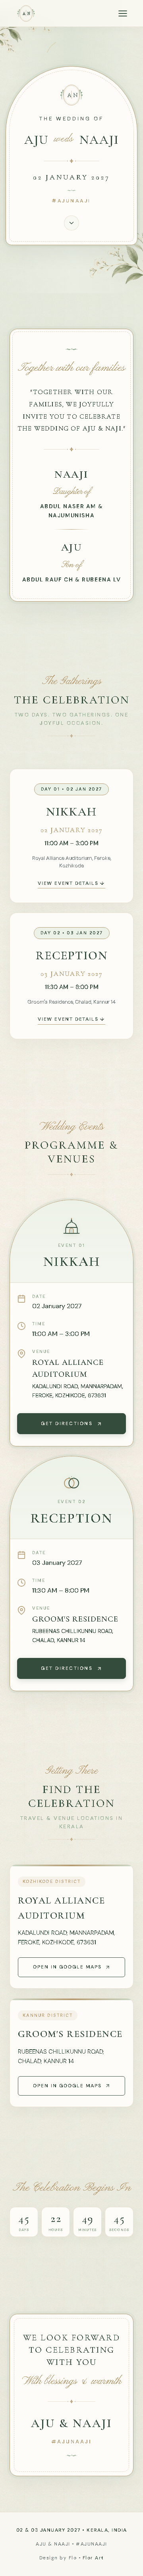 AN
THE WEDDING OF
AJU weds NAAJI
02 JANUARY 2027
#AJUNAAJI
Together with our families
"TOGETHER WITH OUR
FAMILIES, WE JOYFULLY
INVITE YOU TO CELEBRATE
THE WEDDING OF AJU & NAJI."
NAAJI
Daughter of
ABDUL NASER AM &
NAJUMUNISHA
AJU
Son of
ABDUL RAUF CH & RUBEENA LV
The Gatherings
THE CELEBRATION
TWO DAYS, TWO GATHERINGS, ONE
JOYFUL OCCASION.
DAY 01 • 02 JAN 2027
NIKKAH
02 JANUARY 2027
11:00 AM – 3:00 PM
Royal Alliance Auditorium, Feroke,
Kozhikode
VIEW EVENT DETAILS
DAY 02 • 03 JAN 2027
RECEPTION
03 JANUARY 2027
11:30 AM – 8:00 PM
Groom's Residence, Chalad, Kannur 14
VIEW EVENT DETAILS
Wedding Events
PROGRAMME &
VENUES
EVENT 01
NIKKAH
DATE
02 January 2027
TIME
11:00 AM – 3:00 PM
VENUE
ROYAL ALLIANCE
AUDITORIUM
KADALUNDI ROAD, MANNARPADAM,
FEROKE, KOZHIKODE, 673631
GET DIRECTIONS
EVENT 02
RECEPTION
DATE
03 January 2027
TIME
11:30 AM – 8:00 PM
VENUE
GROOM'S RESIDENCE
RUBEENAS CHILLIKUNNU ROAD,
CHALAD, KANNUR 14
GET DIRECTIONS
Getting There
FIND THE
CELEBRATION
TRAVEL & VENUE LOCATIONS IN
KERALA
KOZHIKODE DISTRICT
ROYAL ALLIANCE
AUDITORIUM
KADALUNDI ROAD, MANNARPADAM,
FEROKE, KOZHIKODE, 673631
OPEN IN GOOGLE MAPS
KANNUR DISTRICT
GROOM'S RESIDENCE
RUBEENAS CHILLIKUNNU ROAD,
CHALAD, KANNUR 14
OPEN IN GOOGLE MAPS
The Celebration Begins In
45 22 49 45
DAYS HOURS MINUTES SECONDS
WE LOOK FORWARD
TO CELEBRATING
WITH YOU
With blessings & warmth
AJU & NAAJI
#AJUNAAJI
02 & 03 JANUARY 2027 • KERALA, INDIA
AJU & NAAJI • #AJUNAAJI
Design by Flo • Flor Art